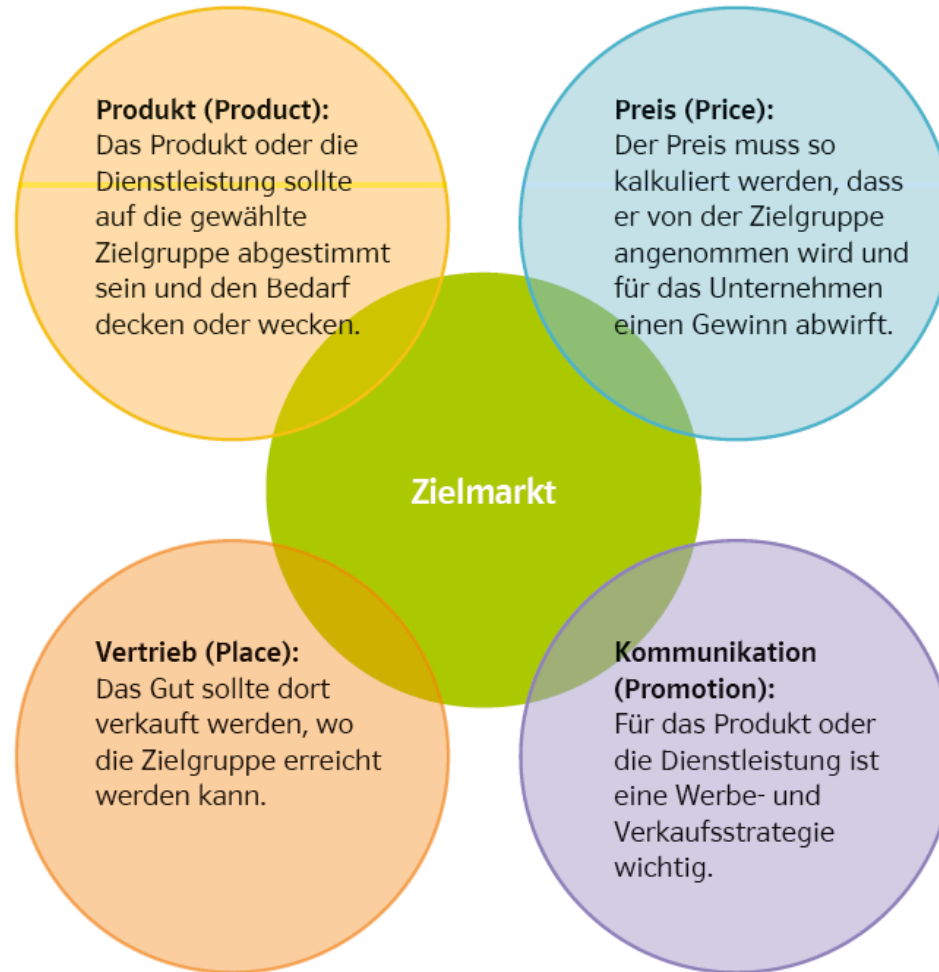 Produkt (Product):
Das Produkt oder die
Dienstleistung sollte
auf die gewählte
Zielgruppe abgestimmt
sein und den Bedarf
decken oder wecken.
Preis (Price):
Der Preis muss so
kalkuliert werden, dass
er von der Zielgruppe
angenommen wird und
für das Unternehmen
einen Gewinn abwirft.
Zielmarkt
Vertrieb (Place):
Das Gut sollte dort
verkauft werden, wo
die Zielgruppe erreicht
werden kann.
Kommunikation
(Promotion):
Für das Produkt oder
die Dienstleistung ist
eine Werbe- und
Verkaufsstrategie
wichtig.